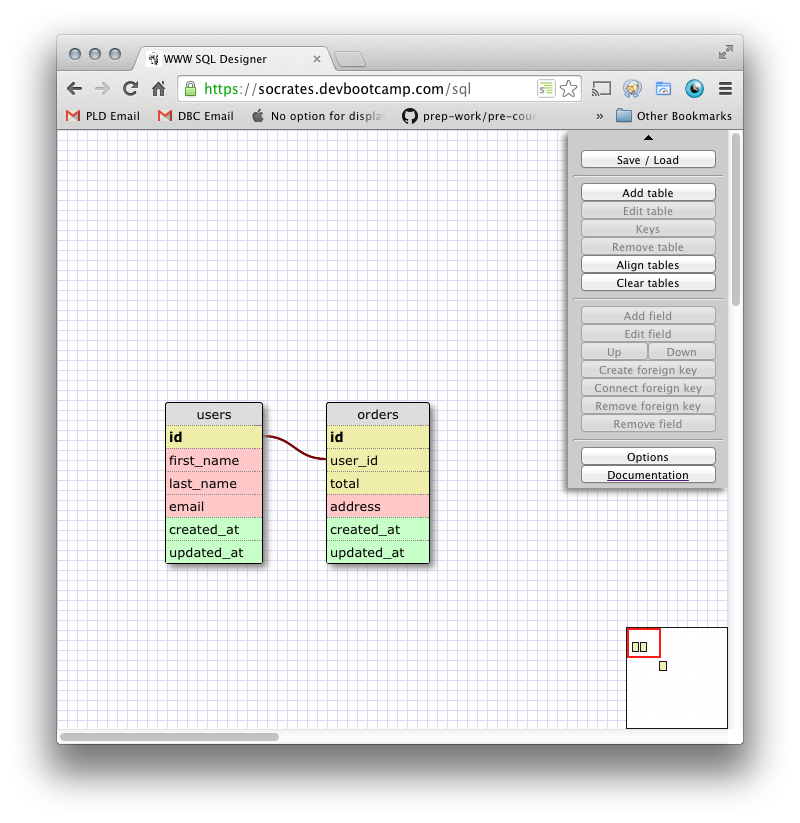 WWW SQL Designer
https://socrates.devbootcamp.com/sql
PLD Email
DBC Email
No option for display
prep-work/pre-cour
»
Other Bookmarks
Save / Load
Add table
Edit table
Keys
Remove table
Align tables
Clear tables
Add field
Edit field
Up Down
Create foreign key
Connect foreign key
Remove foreign key
Remove field
Options
Documentation
users
id
first_name
last_name
email
created_at
updated_at
orders
id
user_id
total
address
created_at
updated_at